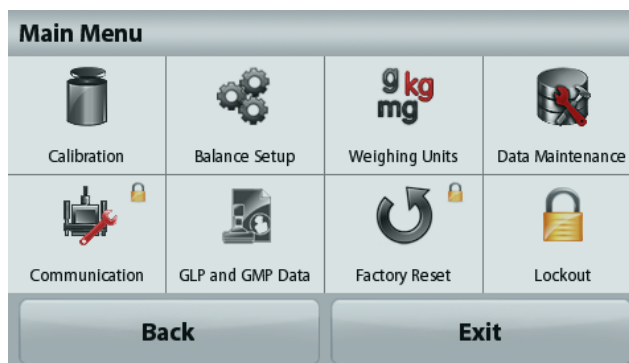 Main Menu
g kg
mg
Calibration
Balance Setup
Weighing Units
Data Maintenance
Communication
GLP and GMP Data
Factory Reset
Lockout
Back
Exit